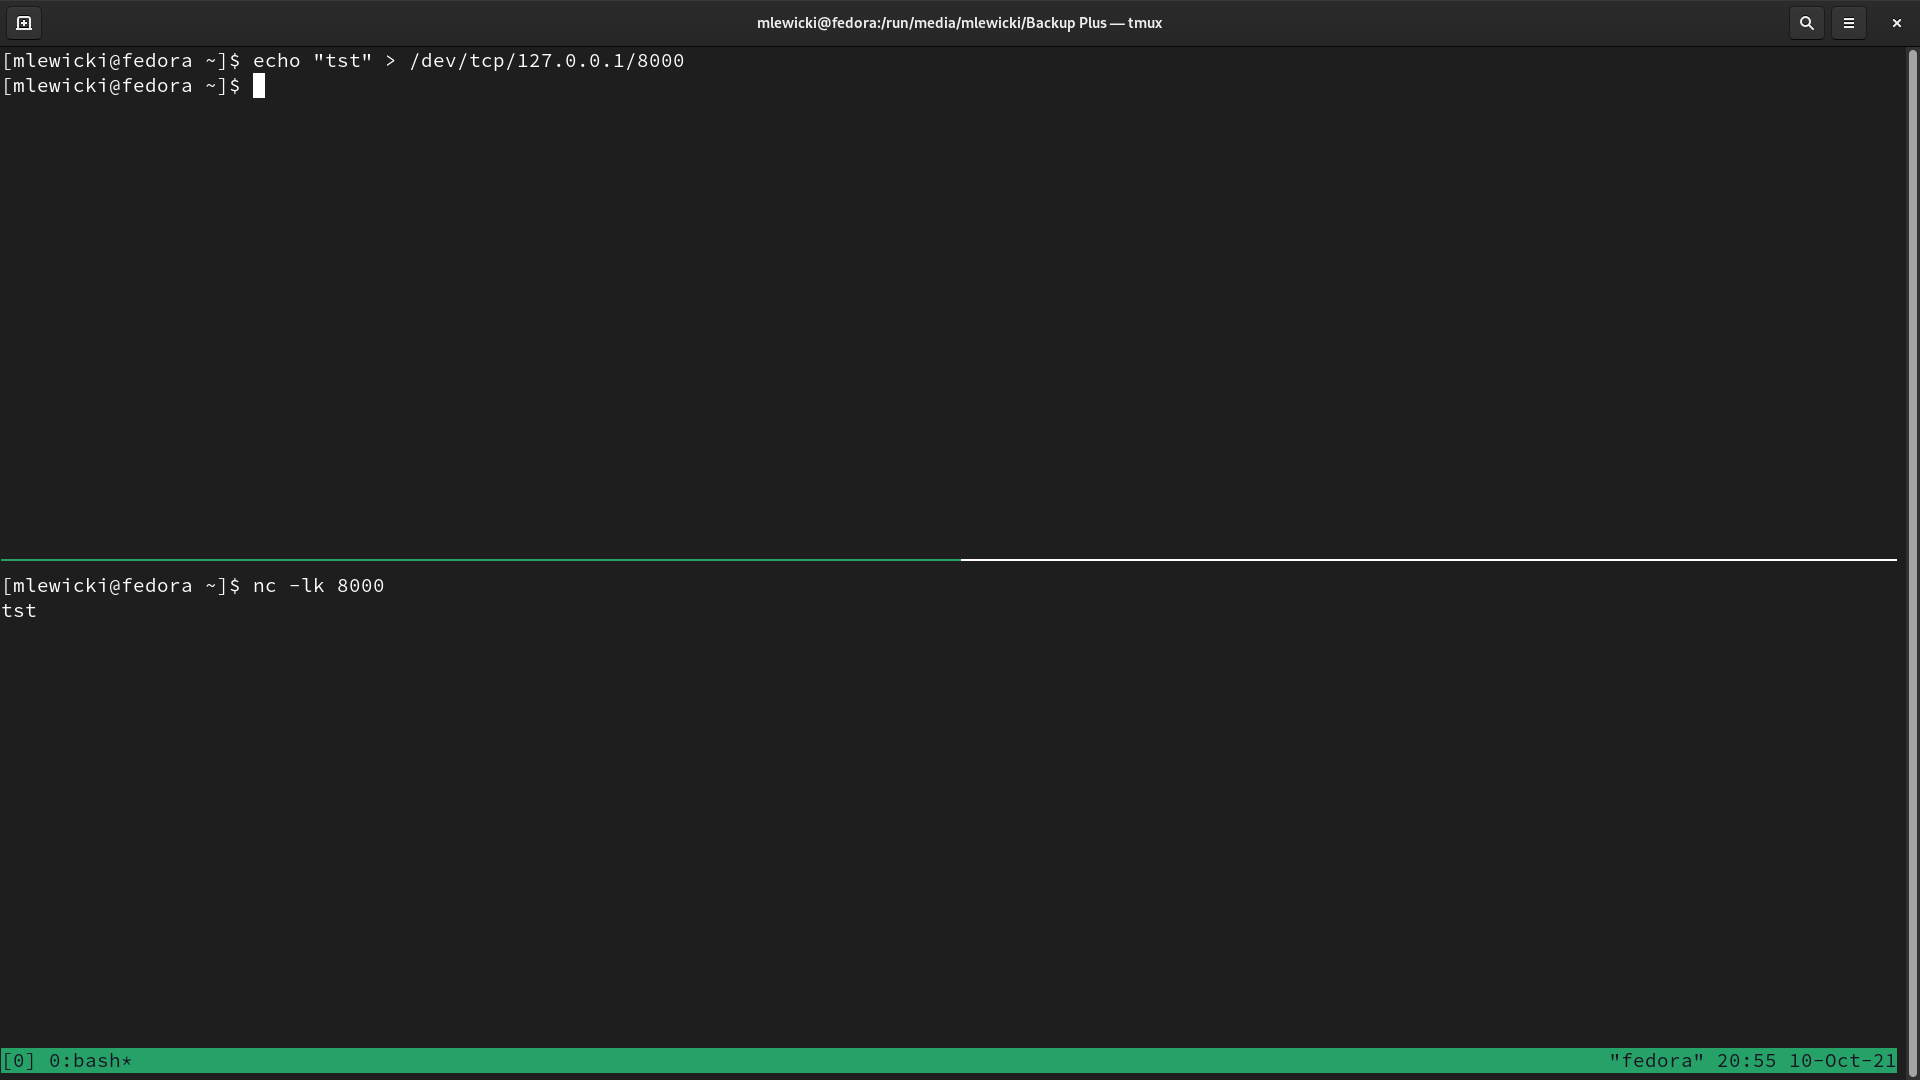 mlewicki@fedora:/run/media/mlewicki/Backup Plus — tmux
[mlewicki@fedora ~]$ echo "tst" > /dev/tcp/127.0.0.1/8000
[mlewicki@fedora ~]$
[mlewicki@fedora ~]$ nc -lk 8000
tst
[0] 0:bash* "fedora" 20:55 10-Oct-21